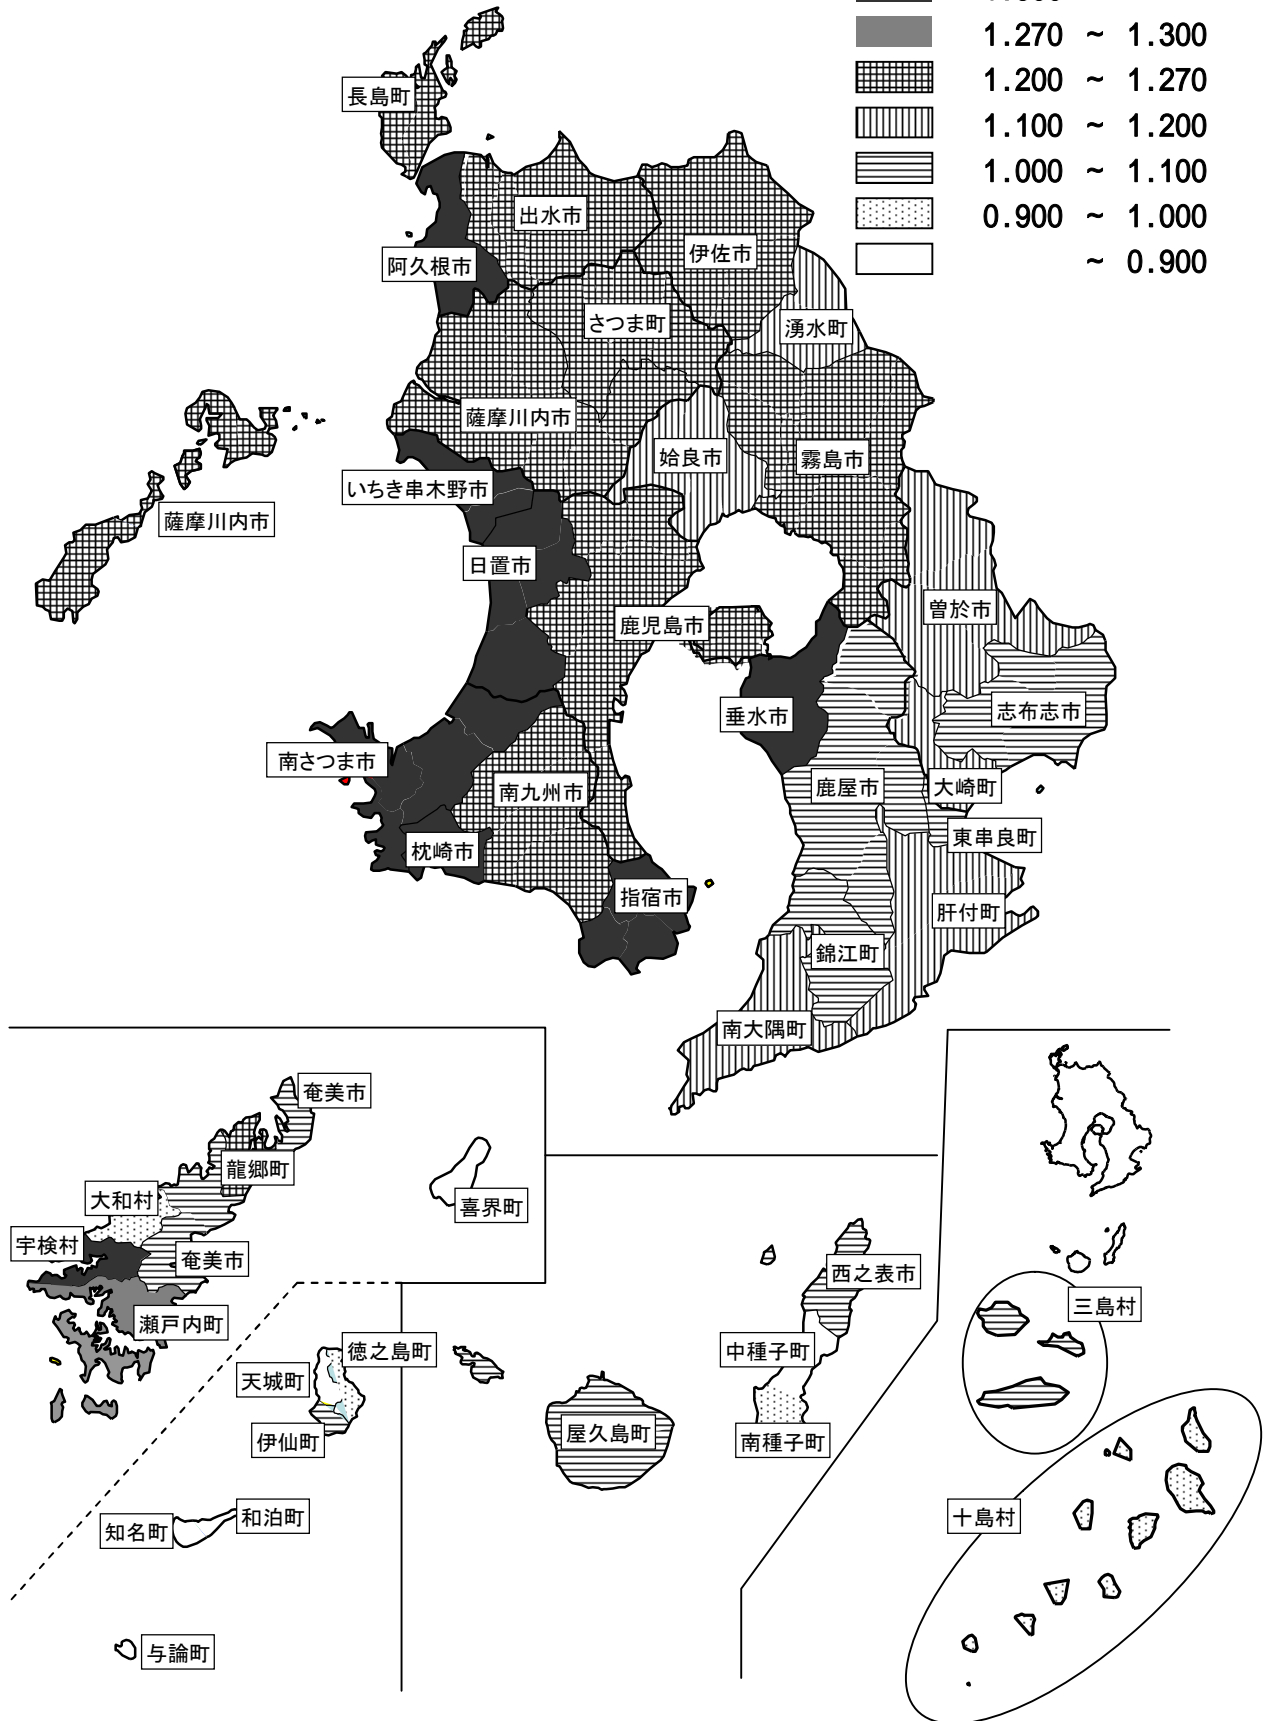 1.270 ~ 1.300
1.200 ~ 1.270
1.100 ~ 1.200
1.000 ~ 1.100
0.900 ~ 1.000
~ 0.900
長島町
出水市
阿久根市
伊佐市
さつま町
湧水町
薩摩川内市
姶良市
霧島市
いちき串木野市
薩摩川内市
日置市
曽於市
鹿児島市
垂水市
志布志市
南さつま市
南九州市
鹿屋市
大崎町
東串良町
枕崎市
指宿市
肝付町
錦江町
南大隅町
奄美市
龍郷町
大和村
喜界町
宇検村
奄美市
瀬戸内町
西之表市
三島村
徳之島町
中種子町
天城町
伊仙町
屋久島町
南種子町
和泊町
知名町
十島村
与論町